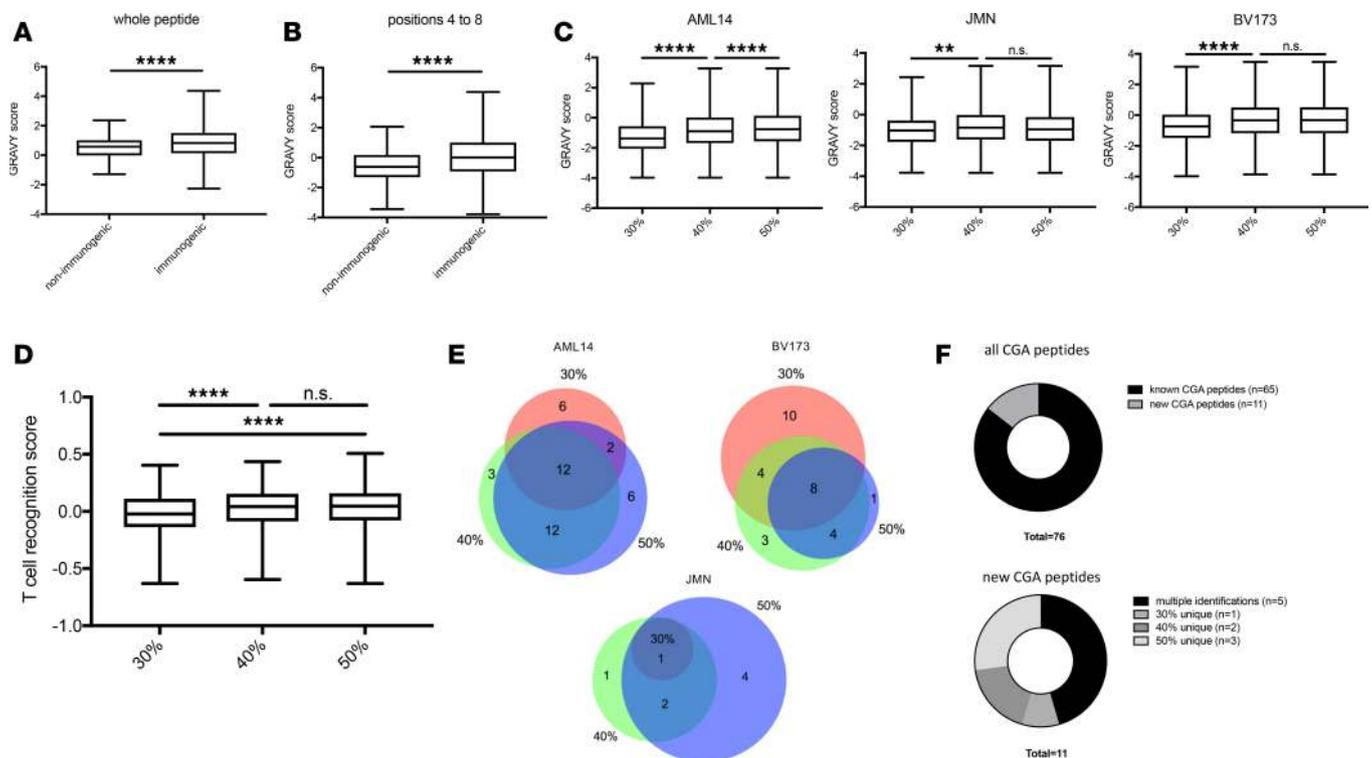 A
whole peptide
****
GRAVY score
6
4
2
0
-2
-4
non-immunogenic
immunogenic
B
positions 4 to 8
****
GRAVY score
6
4
2
0
-2
-4
non-immunogenic
immunogenic
C
AML14
**** ****
GRAVY score
4
2
0
-2
-4
-6
30% 40% 50%
JMN
** n.s.
GRAVY score
4
2
0
-2
-4
-6
30% 40% 50%
BV173
**** n.s.
GRAVY score
4
2
0
-2
-4
-6
30% 40% 50%
D
**** n.s.
****
T cell recognition score
1.0
0.5
0.0
-0.5
-1.0
30% 40% 50%
E
AML14
30%
6
2
3
12
6
12
40%
50%
BV173
30%
10
4
8
1
3
4
40%
50%
JMN
50%
30%
1
1
4
2
40%
F
all CGA peptides
known CGA peptides (n=65)
new CGA peptides (n=11)
Total=76
new CGA peptides
multiple identifications (n=5)
30% unique (n=1)
40% unique (n=2)
50% unique (n=3)
Total=11